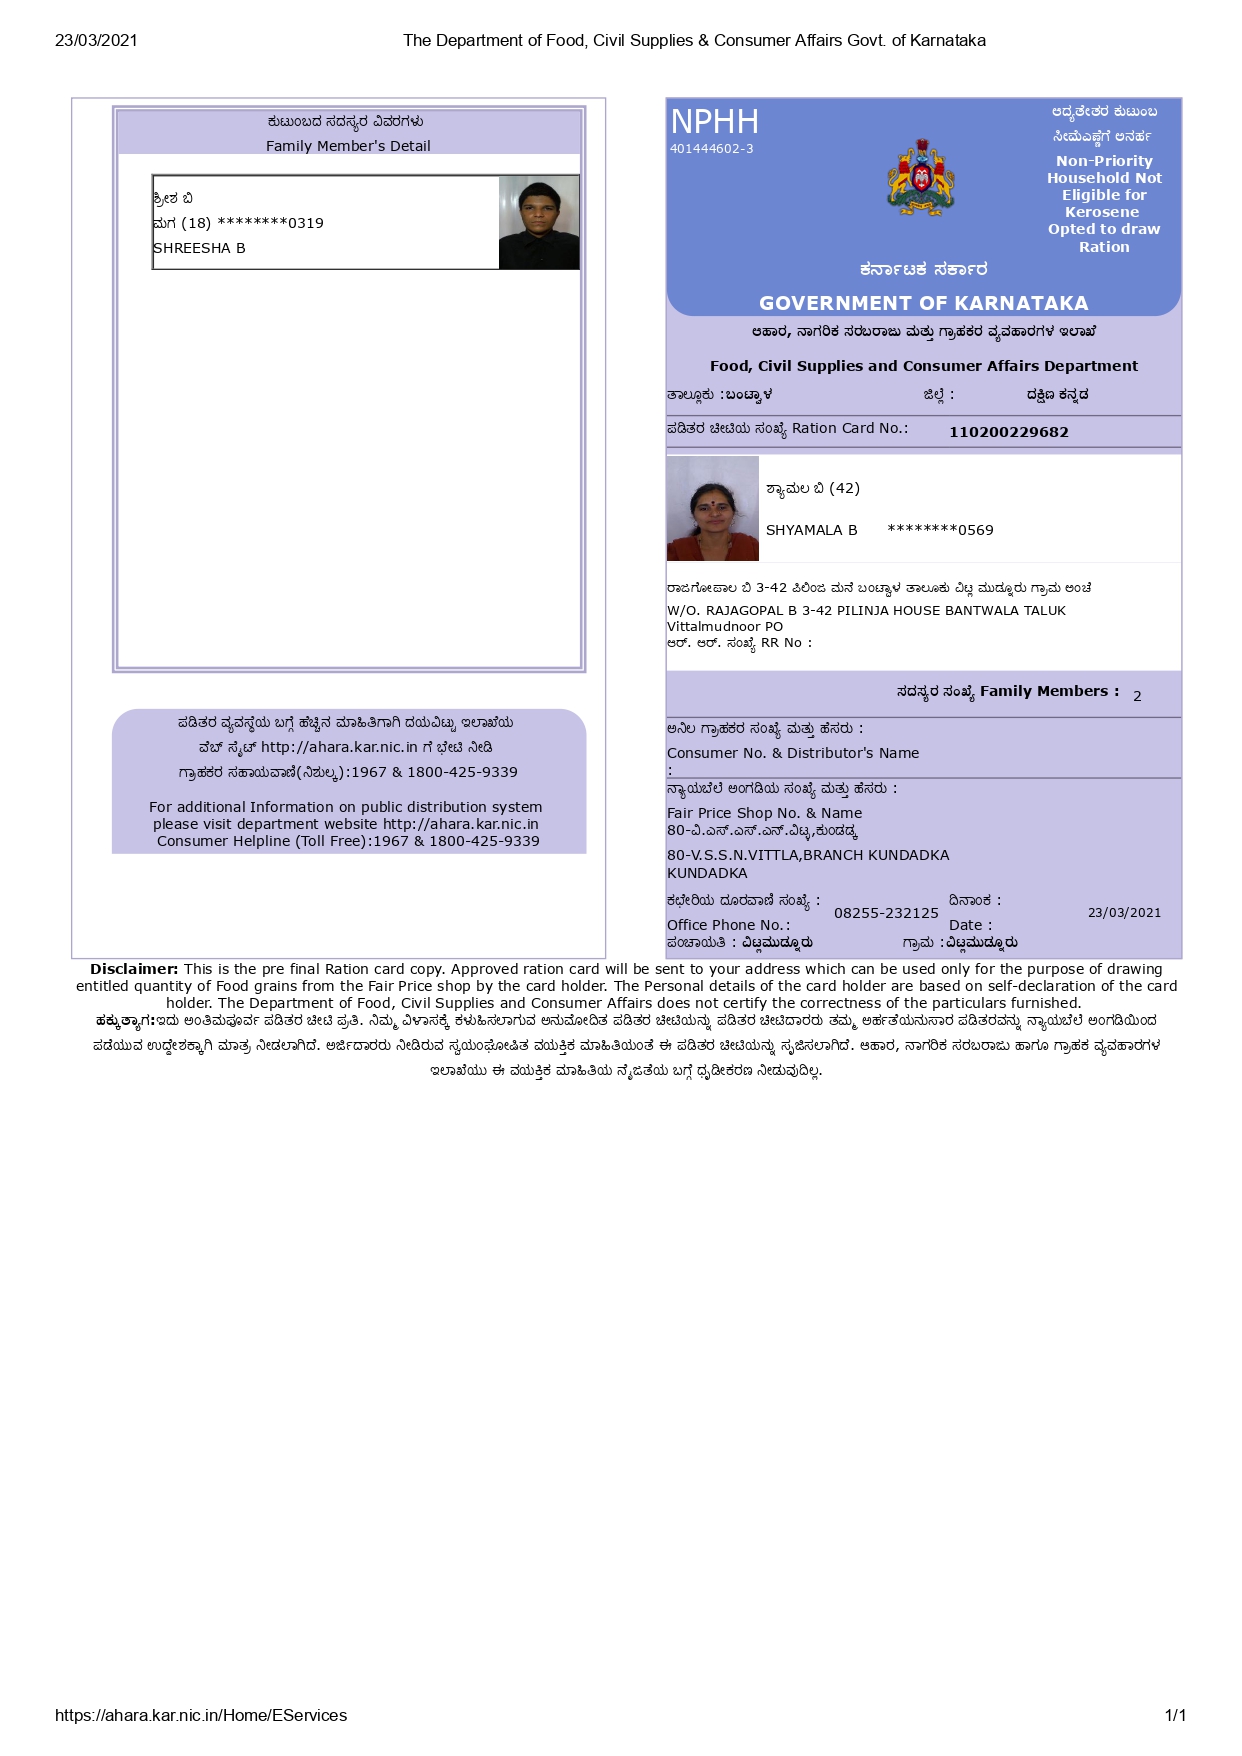 23/03/2021
The Department of Food, Civil Supplies & Consumer Affairs Govt. of Karnataka
ಕುಟುಂಬದ ಸದಸ್ಯರ ವಿವರಗಳು
Family Member's Detail
ಶ್ರೀಶ ಬಿ
ಮಗ (18) ********0319
SHREESHA B
ಪಡಿತರ ವ್ಯವಸ್ಥೆಯ ಬಗ್ಗೆ ಹೆಚ್ಚಿನ ಮಾಹಿತಿಗಾಗಿ ದಯವಿಟ್ಟು ಇಲಾಖೆಯ
ವೆಬ್ ಸೈಟ್ http://ahara.kar.nic.in ಗೆ ಭೇಟಿ ನೀಡಿ
ಗ್ರಾಹಕರ ಸಹಾಯವಾಣಿ(ನಿಶುಲ್ಕ):1967 & 1800-425-9339
For additional Information on public distribution system
please visit department website http://ahara.kar.nic.in
Consumer Helpline (Toll Free):1967 & 1800-425-9339
NPHH
401444602-3
ಆದ್ಯತೇತರ ಕುಟುಂಬ
ಸೀಮೆಎಣ್ಣೆಗೆ ಅನರ್ಹ
Non-Priority
Household Not
Eligible for
Kerosene
Opted to draw
Ration
ಕರ್ನಾಟಕ ಸರ್ಕಾರ
GOVERNMENT OF KARNATAKA
ಆಹಾರ, ನಾಗರಿಕ ಸರಬರಾಜು ಮತ್ತು ಗ್ರಾಹಕರ ವ್ಯವಹಾರಗಳ ಇಲಾಖೆ
Food, Civil Supplies and Consumer Affairs Department
ತಾಲ್ಲೂಕು :ಬಂಟ್ವಾಳ ಜಿಲ್ಲೆ : ದಕ್ಷಿಣ ಕನ್ನಡ
ಪಡಿತರ ಚೀಟಿಯ ಸಂಖ್ಯೆ Ration Card No.: 110200229682
ಶ್ಯಾಮಲ ಬಿ (42)
SHYAMALA B ********0569
ರಾಜಗೋಪಾಲ ಬಿ 3-42 ಪಿಲಿಂಜ ಮನೆ ಬಂಟ್ವಾಳ ತಾಲೂಕು ವಿಟ್ಲ ಮುಡ್ನೂರು ಗ್ರಾಮ ಅಂಚೆ
W/O. RAJAGOPAL B 3-42 PILINJA HOUSE BANTWALA TALUK
Vittalmudnoor PO
ಆರ್. ಆರ್. ಸಂಖ್ಯೆ RR No :
ಸದಸ್ಯರ ಸಂಖ್ಯೆ Family Members : 2
ಅನಿಲ ಗ್ರಾಹಕರ ಸಂಖ್ಯೆ ಮತ್ತು ಹೆಸರು :
Consumer No. & Distributor's Name
:
ನ್ಯಾಯಬೆಲೆ ಅಂಗಡಿಯ ಸಂಖ್ಯೆ ಮತ್ತು ಹೆಸರು :
Fair Price Shop No. & Name
80-ವಿ.ಎಸ್.ಎಸ್.ಎನ್.ವಿಟ್ಳ,ಕುಂಡಡ್ಕ
80-V.S.S.N.VITTLA,BRANCH KUNDADKA
KUNDADKA
ಕಛೇರಿಯ ದೂರವಾಣಿ ಸಂಖ್ಯೆ : ದಿನಾಂಕ :
Office Phone No.: 08255-232125 Date : 23/03/2021
ಪಂಚಾಯತಿ : ವಿಟ್ಲಮುಡ್ನೂರು ಗ್ರಾಮ :ವಿಟ್ಲಮುಡ್ನೂರು
Disclaimer: This is the pre final Ration card copy. Approved ration card will be sent to your address which can be used only for the purpose of drawing
entitled quantity of Food grains from the Fair Price shop by the card holder. The Personal details of the card holder are based on self-declaration of the card
holder. The Department of Food, Civil Supplies and Consumer Affairs does not certify the correctness of the particulars furnished.
ಹಕ್ಕುತ್ಯಾಗ:ಇದು ಅಂತಿಮಪೂರ್ವ ಪಡಿತರ ಚೀಟಿ ಪ್ರತಿ. ನಿಮ್ಮ ವಿಳಾಸಕ್ಕೆ ಕಳುಹಿಸಲಾಗುವ ಅನುಮೋದಿತ ಪಡಿತರ ಚೀಟಿಯನ್ನು ಪಡಿತರ ಚೀಟಿದಾರರು ತಮ್ಮ ಅರ್ಹತೆಯನುಸಾರ ಪಡಿತರವನ್ನು ನ್ಯಾಯಬೆಲೆ ಅಂಗಡಿಯಿಂದ
ಪಡೆಯುವ ಉದ್ದೇಶಕ್ಕಾಗಿ ಮಾತ್ರ ನೀಡಲಾಗಿದೆ. ಅರ್ಜಿದಾರರು ನೀಡಿರುವ ಸ್ವಯಂಘೋಷಿತ ವಯಕ್ತಿಕ ಮಾಹಿತಿಯಂತೆ ಈ ಪಡಿತರ ಚೀಟಿಯನ್ನು ಸೃಜಿಸಲಾಗಿದೆ. ಆಹಾರ, ನಾಗರಿಕ ಸರಬರಾಜು ಹಾಗೂ ಗ್ರಾಹಕ ವ್ಯವಹಾರಗಳ
ಇಲಾಖೆಯು ಈ ವಯಕ್ತಿಕ ಮಾಹಿತಿಯ ನೈಜತೆಯ ಬಗ್ಗೆ ಧೃಡೀಕರಣ ನೀಡುವುದಿಲ್ಲ.
https://ahara.kar.nic.in/Home/EServices
1/1